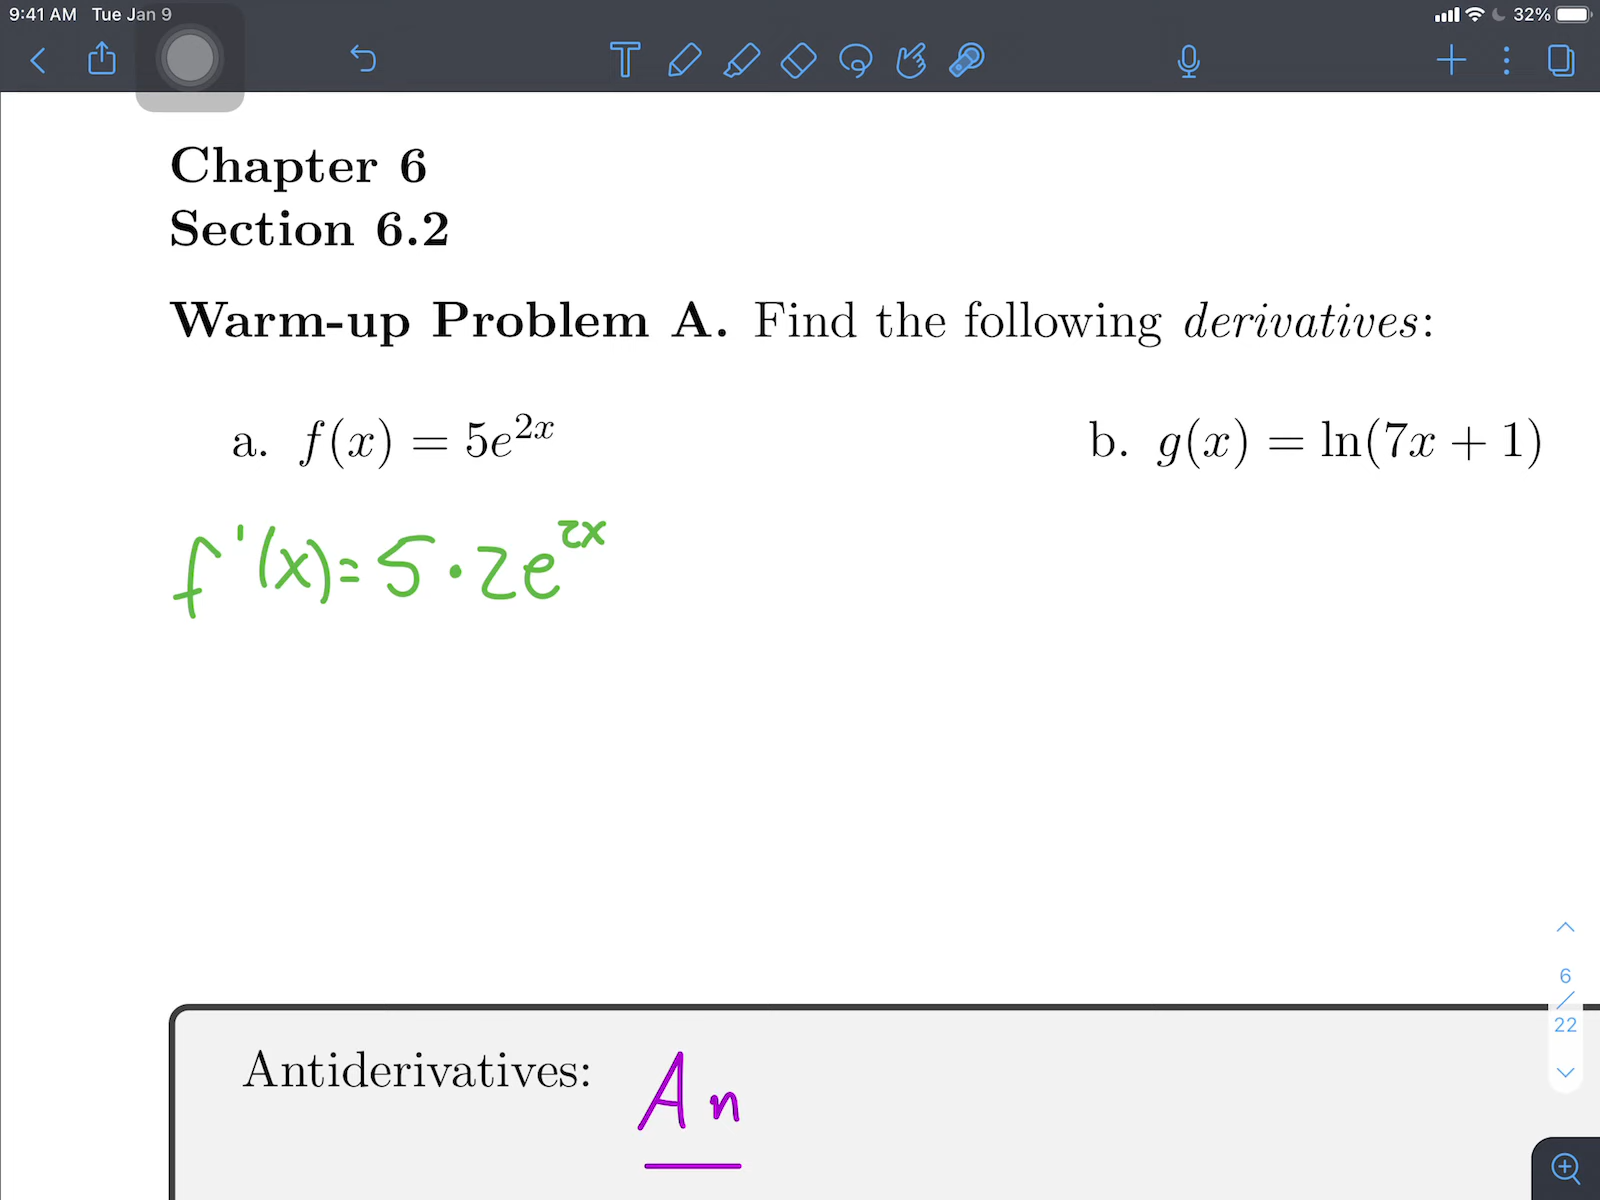 9:41 AM Tue Jan 9 32%
Chapter 6
Section 6.2
Warm-up Problem A. Find the following derivatives:
a. f(x) = 5e^{2x} b. g(x) = ln(7x + 1)
f'(x) = 5 · 2e^{2x}
6
/
22
Antiderivatives: An